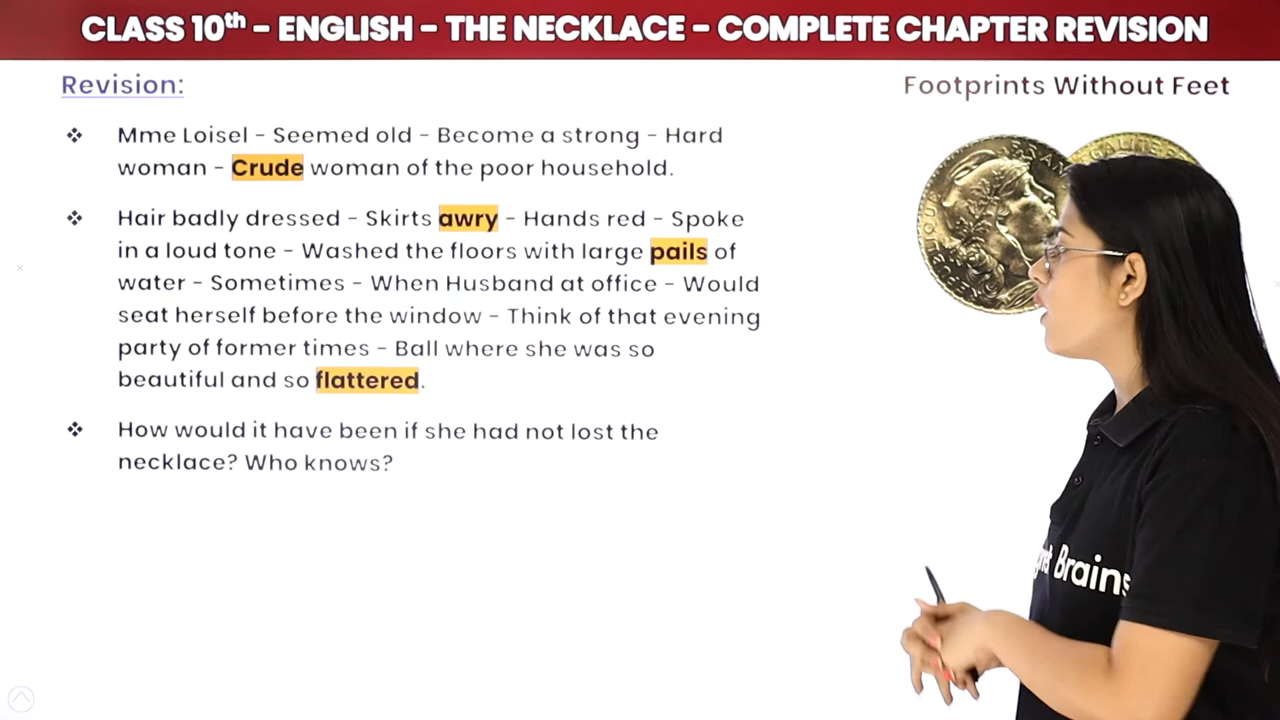 CLASS 10th – ENGLISH – THE NECKLACE – COMPLETE CHAPTER REVISION
Revision:
Footprints Without Feet
❖ Mme Loisel – Seemed old – Become a strong – Hard
woman – Crude woman of the poor household.
❖ Hair badly dressed – Skirts awry – Hands red – Spoke
in a loud tone – Washed the floors with large pails of
water – Sometimes – When Husband at office – Would
seat herself before the window – Think of that evening
party of former times – Ball where she was so
beautiful and so flattered.
❖ How would it have been if she had not lost the
necklace? Who knows?
Brains